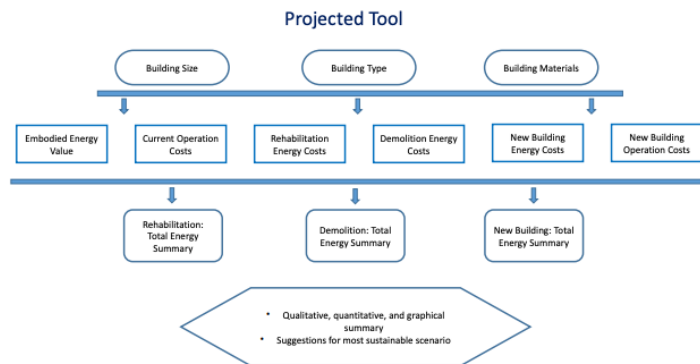 Projected Tool
Building Size
Building Type
Building Materials
Embodied Energy
Value
Current Operation
Costs
Rehabilitation
Energy Costs
Demolition Energy
Costs
New Building
Energy Costs
New Building
Operation Costs
Rehabilitation:
Total Energy
Summary
Demolition: Total
Energy Summary
New Building: Total
Energy Summary
• Qualitative, quantitative, and graphical
summary
• Suggestions for most sustainable scenario